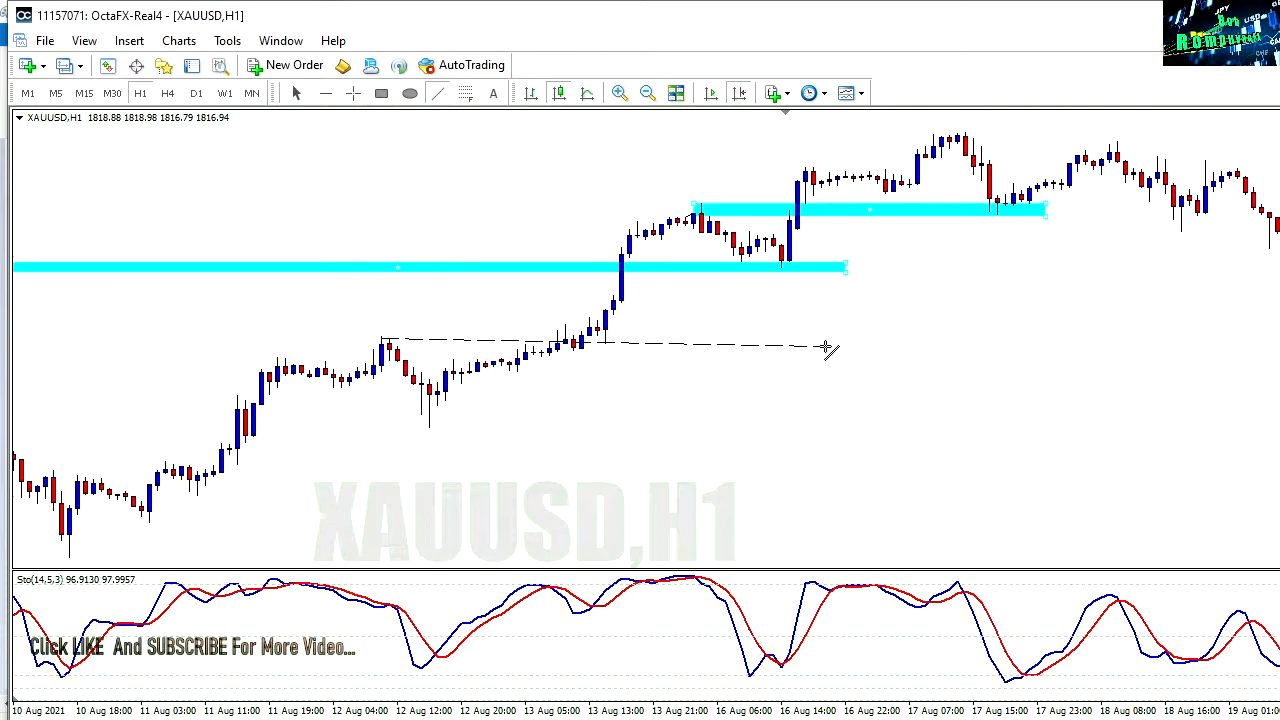 11157071: OctaFX-Real4 - [XAUUSD,H1]
File View Insert Charts Tools Window Help
New Order AutoTrading
M1 M5 M15 M30 H1 H4 D1 W1 MN A
XAUUSD,H1 1818.88 1818.98 1816.79 1816.94
XAUUSD,H1
Sto(14,5,3) 96.9130 97.9957
Click LIKE And SUBSCRIBE For More Video...
10 Aug 2021 10 Aug 18:00 11 Aug 03:00 11 Aug 11:00 11 Aug 19:00 12 Aug 04:00 12 Aug 12:00 12 Aug 20:00 13 Aug 05:00 13 Aug 13:00 13 Aug 21:00 16 Aug 06:00 16 Aug 14:00 16 Aug 22:00 17 Aug 07:00 17 Aug 15:00 17 Aug 23:00 18 Aug 08:00 18 Aug 16:00 19 Aug 01:00